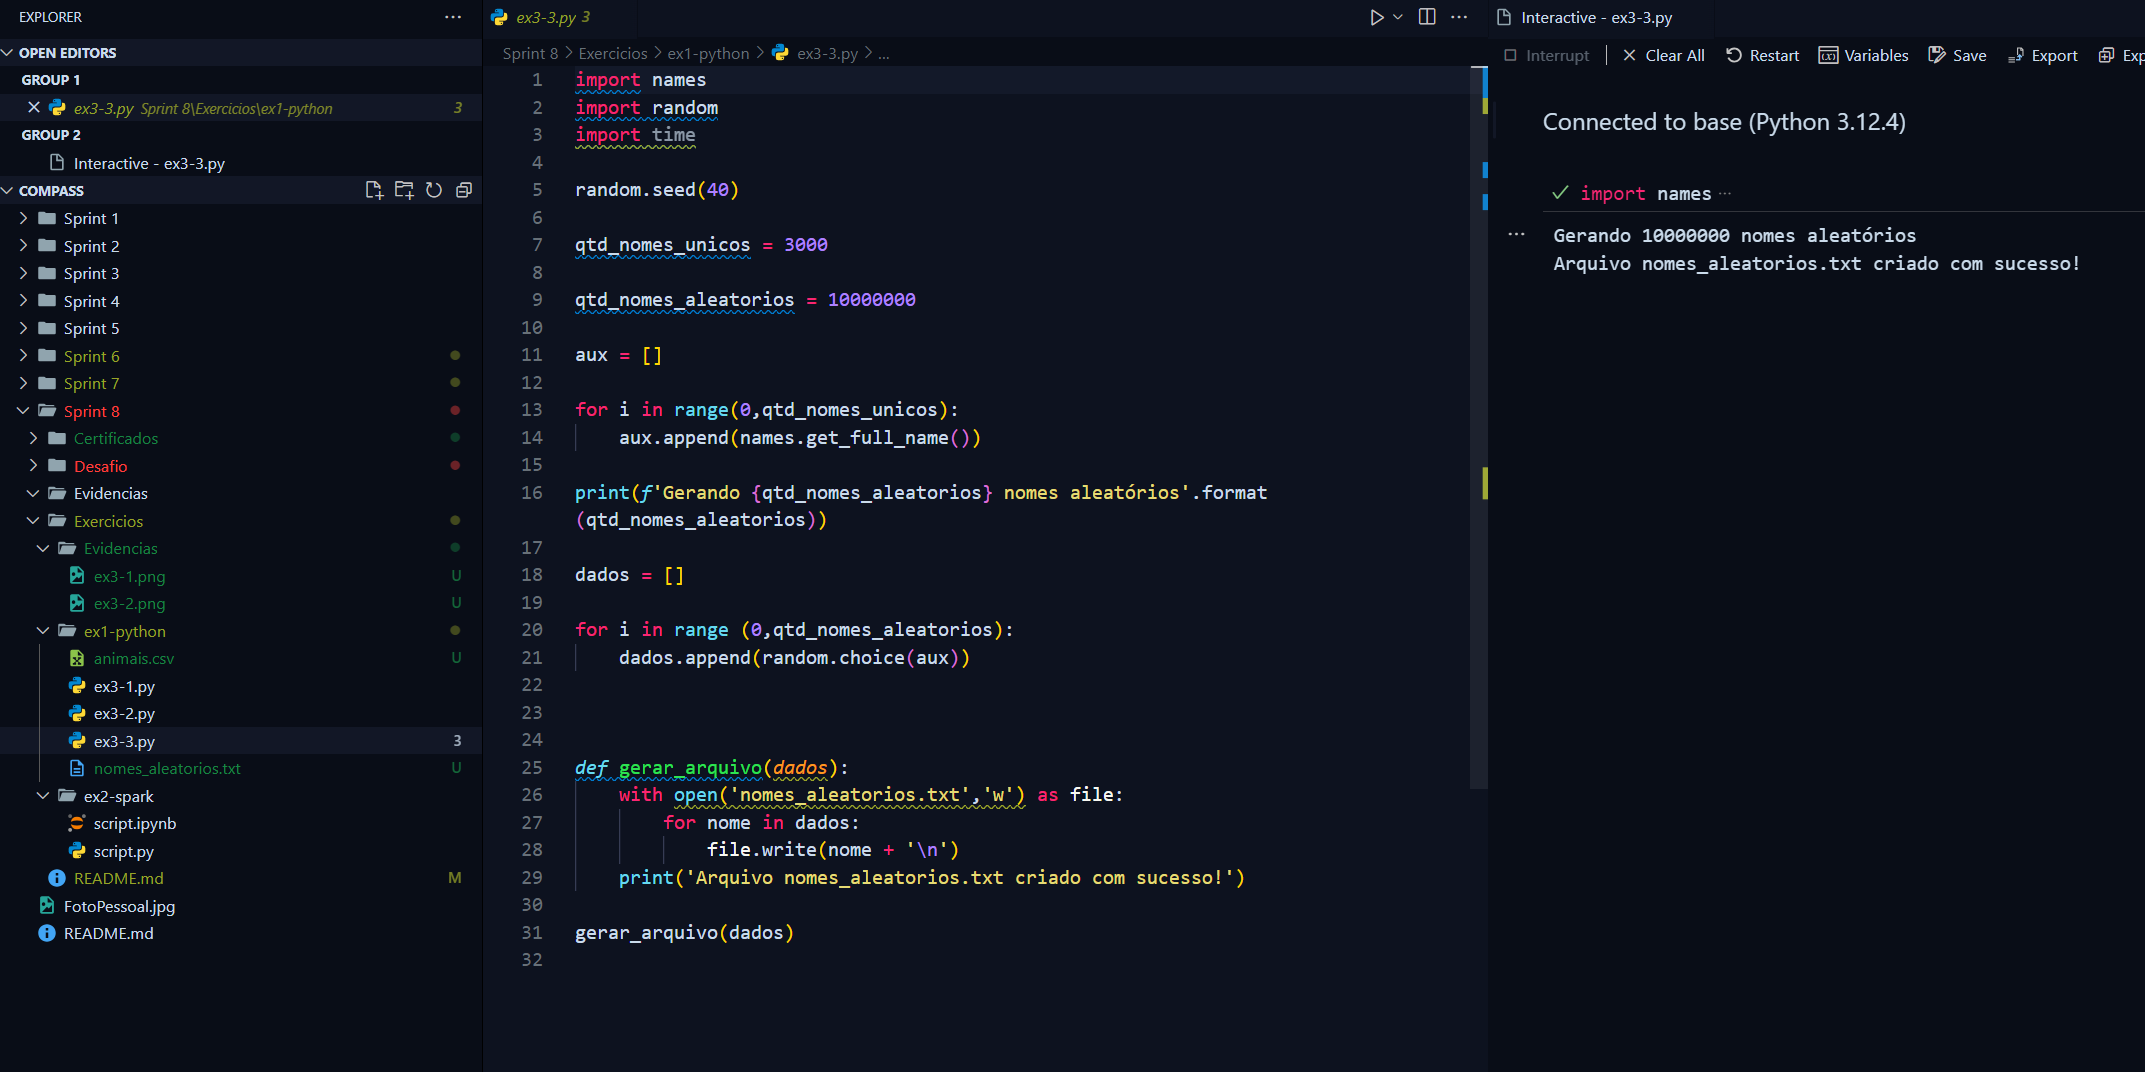 EXPLORER
OPEN EDITORS
GROUP 1
ex3-3.py Sprint 8\Exercicios\ex1-python 3
GROUP 2
Interactive - ex3-3.py
COMPASS
Sprint 1
Sprint 2
Sprint 3
Sprint 4
Sprint 5
Sprint 6
Sprint 7
Sprint 8
Certificados
Desafio
Evidencias
Exercicios
Evidencias
ex3-1.png U
ex3-2.png U
ex1-python
animais.csv U
ex3-1.py
ex3-2.py
ex3-3.py 3
nomes_aleatorios.txt U
ex2-spark
script.ipynb
script.py
README.md M
FotoPessoal.jpg
README.md
ex3-3.py 3
Sprint 8 > Exercicios > ex1-python > ex3-3.py > ...
1 import names
2 import random
3 import time
4
5 random.seed(40)
6
7 qtd_nomes_unicos = 3000
8
9 qtd_nomes_aleatorios = 10000000
10
11 aux = []
12
13 for i in range(0,qtd_nomes_unicos):
14     aux.append(names.get_full_name())
15
16 print(f'Gerando {qtd_nomes_aleatorios} nomes aleatórios'.format
(qtd_nomes_aleatorios))
17
18 dados = []
19
20 for i in range (0,qtd_nomes_aleatorios):
21     dados.append(random.choice(aux))
22
23
24
25 def gerar_arquivo(dados):
26     with open('nomes_aleatorios.txt','w') as file:
27         for nome in dados:
28             file.write(nome + '\n')
29     print('Arquivo nomes_aleatorios.txt criado com sucesso!')
30
31 gerar_arquivo(dados)
32
Interactive - ex3-3.py
Interrupt | Clear All Restart Variables Save Export Exp
Connected to base (Python 3.12.4)
import names ...
Gerando 10000000 nomes aleatórios
Arquivo nomes_aleatorios.txt criado com sucesso!